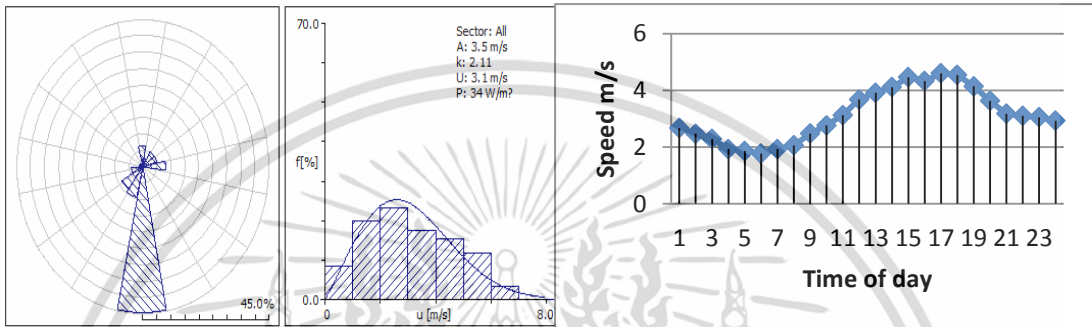 45.0%
70.0
Sector: All
A: 3.5 m/s
k: 2.11
U: 3.1 m/s
P: 34 W/m?
f[%]
0.0
0 u [m/s] 8.0
Speed m/s
6
4
2
0
1 3 5 7 9 11 13 15 17 19 21 23
Time of day